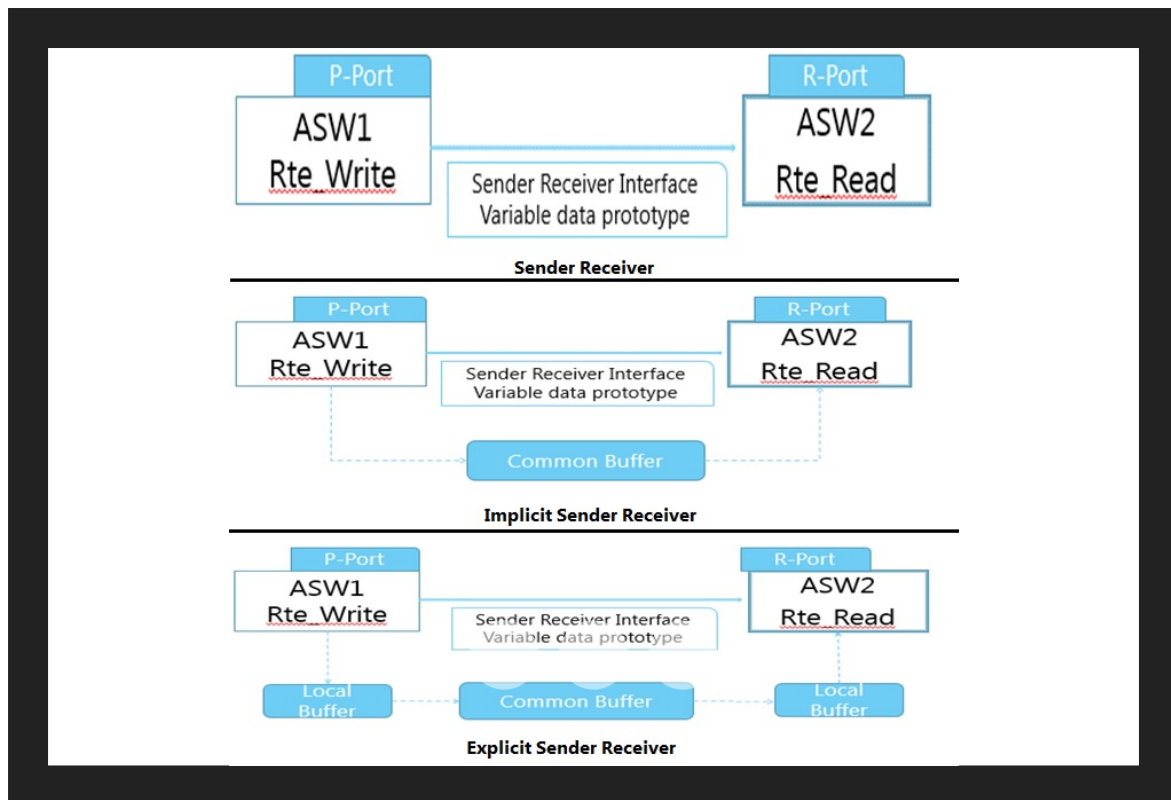 P-Port
R-Port
ASW1
Rte_Write
ASW2
Rte_Read
Sender Receiver Interface
Variable data prototype
Sender Receiver
P-Port
R-Port
ASW1
Rte_Write
ASW2
Rte_Read
Sender Receiver Interface
Variable data prototype
Common Buffer
Implicit Sender Receiver
P-Port
R-Port
ASW1
Rte_Write
ASW2
Rte_Read
Sender Receiver Interface
Variable data prototype
Local
Buffer
Common Buffer
Local
Buffer
Explicit Sender Receiver